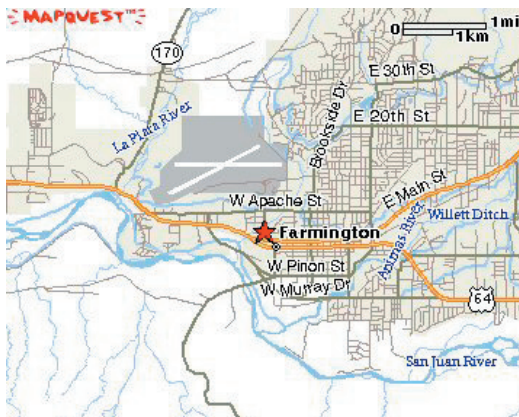 MAPQUEST™
0 1mi
1km
170
E 30th St
Brookside Dr
E 20th St
La Plata River
W Apache St
E Main St
Farmington
Willett Ditch
Animas River
W Pinon St
W Murray Dr
64
San Juan River